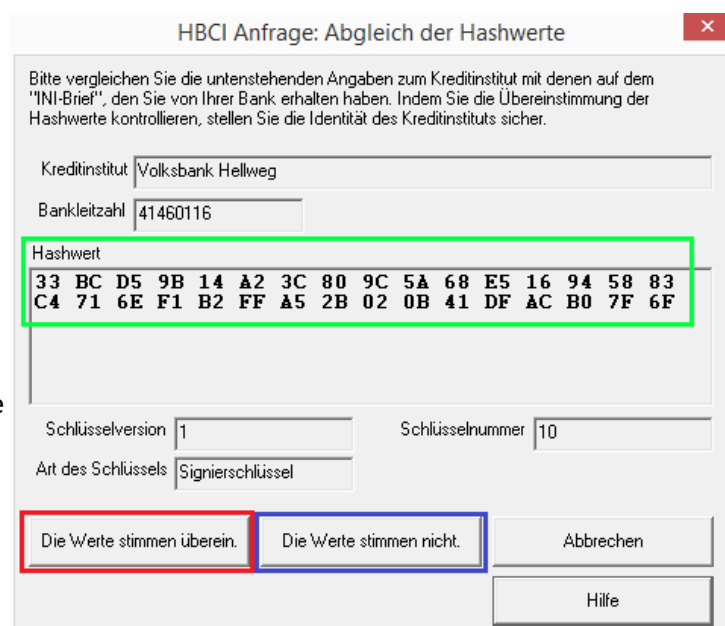 HBCI Anfrage: Abgleich der Hashwerte
Bitte vergleichen Sie die untenstehenden Angaben zum Kreditinstitut mit denen auf dem
"INI-Brief", den Sie von Ihrer Bank erhalten haben. Indem Sie die Übereinstimmung der
Hashwerte kontrollieren, stellen Sie die Identität des Kreditinstituts sicher.
Kreditinstitut Volksbank Hellweg
Bankleitzahl 41460116
Hashwert
33 BC D5 9B 14 A2 3C 80 9C 5A 68 E5 16 94 58 83
C4 71 6E F1 B2 FF A5 2B 02 0B 41 DF AC B0 7F 6F
e
Schlüsselversion 1 Schlüsselnummer 10
Art des Schlüssels Signierschlüssel
Die Werte stimmen überein. Die Werte stimmen nicht. Abbrechen
Hilfe